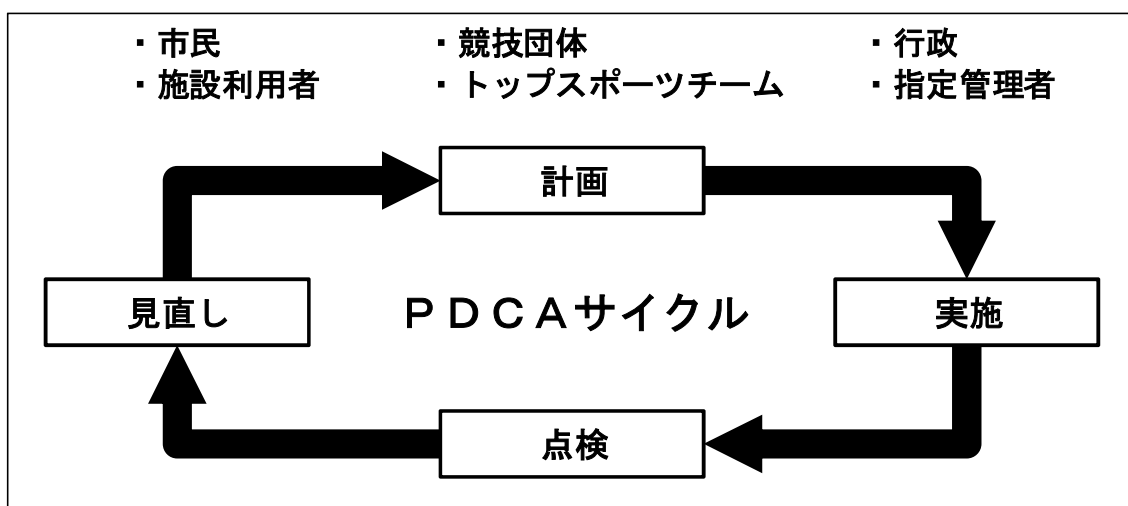 ・市民 ・競技団体 ・行政
・施設利用者 ・トップスポーツチーム ・指定管理者
計画
見直し ＰＤＣＡサイクル 実施
点検